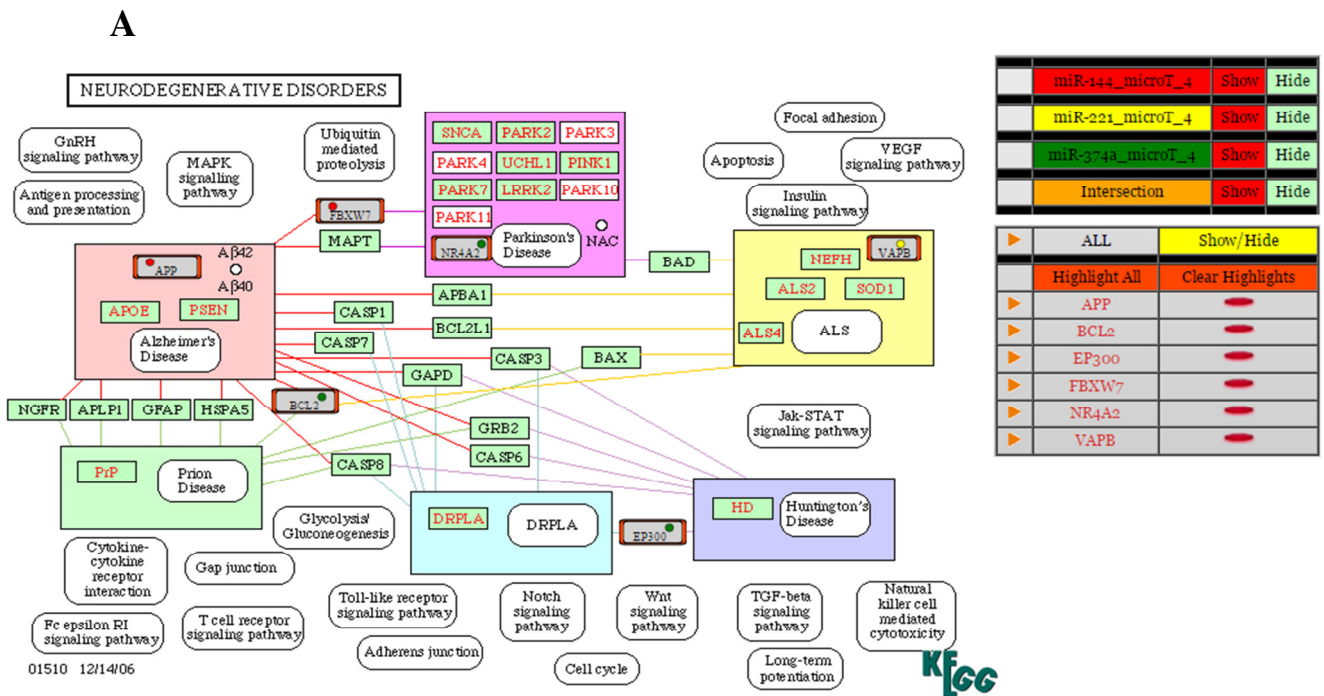 A
NEURODEGENERATIVE DISORDERS
GnRH
signaling pathway
Antigen processing
and presentation
MAPK
signalling
pathway
Ubiquitin
mediated
proteolysis
SNCA
PARK2
PARK3
PARK4
UCHL1
PINK1
PARK7
LRRK2
PARK10
PARK11
Parkinson's
Disease
NAC
NR4A2
FBXW7
MAPT
Focal adhesion
Apoptosis
VEGF
signaling pathway
Insulin
signaling pathway
BAD
NEFH
VAPB
ALS2
SOD1
ALS4
ALS
APP
Aβ42
Aβ40
APOE
PSEN
Alzheimer's
Disease
APBA1
CASP1
BCL2L1
CASP7
CASP3
BAX
GAPD
NGFR
APLP1
GFAP
HSPA5
BCL2
GRB2
CASP6
CASP8
Jak-STAT
signaling pathway
PrP
Prion
Disease
DRPLA
DRPLA
EP300
HD
Huntington's
Disease
Glycolysis/
Gluconeogenesis
Cytokine-
cytokine
receptor
interaction
Gap junction
Fc epsilon RI
signaling pathway
T cell receptor
signaling pathway
Toll-like receptor
signaling pathway
Adherens junction
Notch
signaling
pathway
Cell cycle
Wnt
signaling
pathway
TGF-beta
signaling
pathway
Long-term
potentiation
Natural
killer cell
mediated
cytotoxicity
01510 12/14/06
KEGG
miR-144_microT_4 Show Hide
miR-221_microT_4 Show Hide
miR-374a_microT_4 Show Hide
Intersection Show Hide
ALL Show/Hide
Highlight All Clear Highlights
APP
BCL2
EP300
FBXW7
NR4A2
VAPB